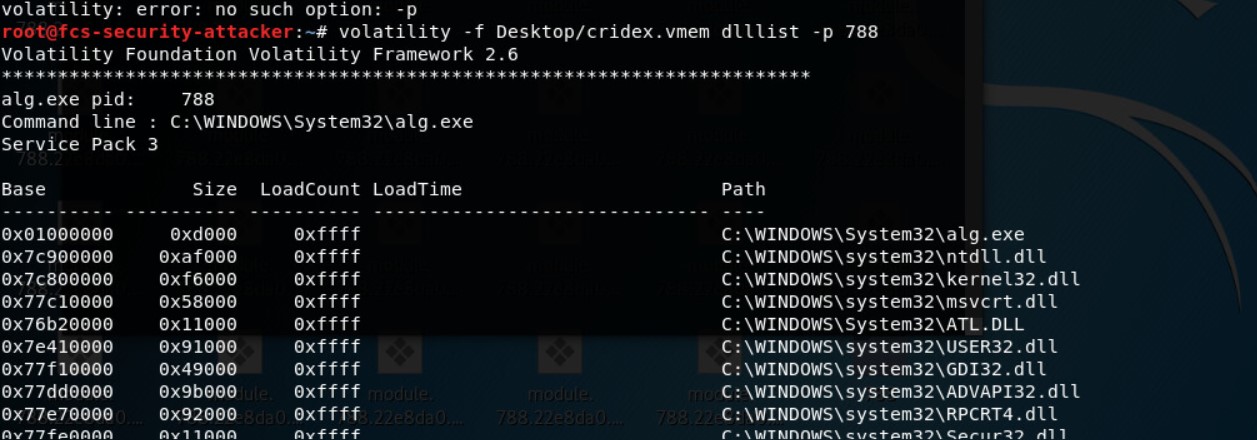 volatility: error: no such option: -p
root@fcs-security-attacker:~# volatility -f Desktop/cridex.vmem dlllist -p 788
Volatility Foundation Volatility Framework 2.6
************************************************************************
alg.exe pid:    788
Command line : C:\WINDOWS\System32\alg.exe
Service Pack 3
788.2
Base             Size  LoadCount LoadTime                       Path
---------- ---------- ---------- ------------------------------ ----
0x01000000     0xd000     0xffff                                C:\WINDOWS\System32\alg.exe
0x7c900000    0xaf000     0xffff                                C:\WINDOWS\System32\ntdll.dll
0x7c800000    0xf6000     0xffff                                C:\WINDOWS\system32\kernel32.dll
0x77c10000    0x58000     0xffff                                C:\WINDOWS\System32\msvcrt.dll
0x76b20000    0x11000     0xffff                                C:\WINDOWS\System32\ATL.DLL
0x7e410000    0x91000     0xffff                                C:\WINDOWS\system32\USER32.dll
0x77f10000    0x49000     0xffff                                C:\WINDOWS\system32\GDI32.dll
0x77dd0000    0x9b000     0xffff                                C:\WINDOWS\system32\ADVAPI32.dll
module. module. module.
0x77e70000    0x92000     0xffff                                C:\WINDOWS\system32\RPCRT4.dll
788.22e8da0.... 788.22e8da0....
0x77fe0000    0x11000     0xffff                                C:\WINDOWS\system32\Secur32.dll